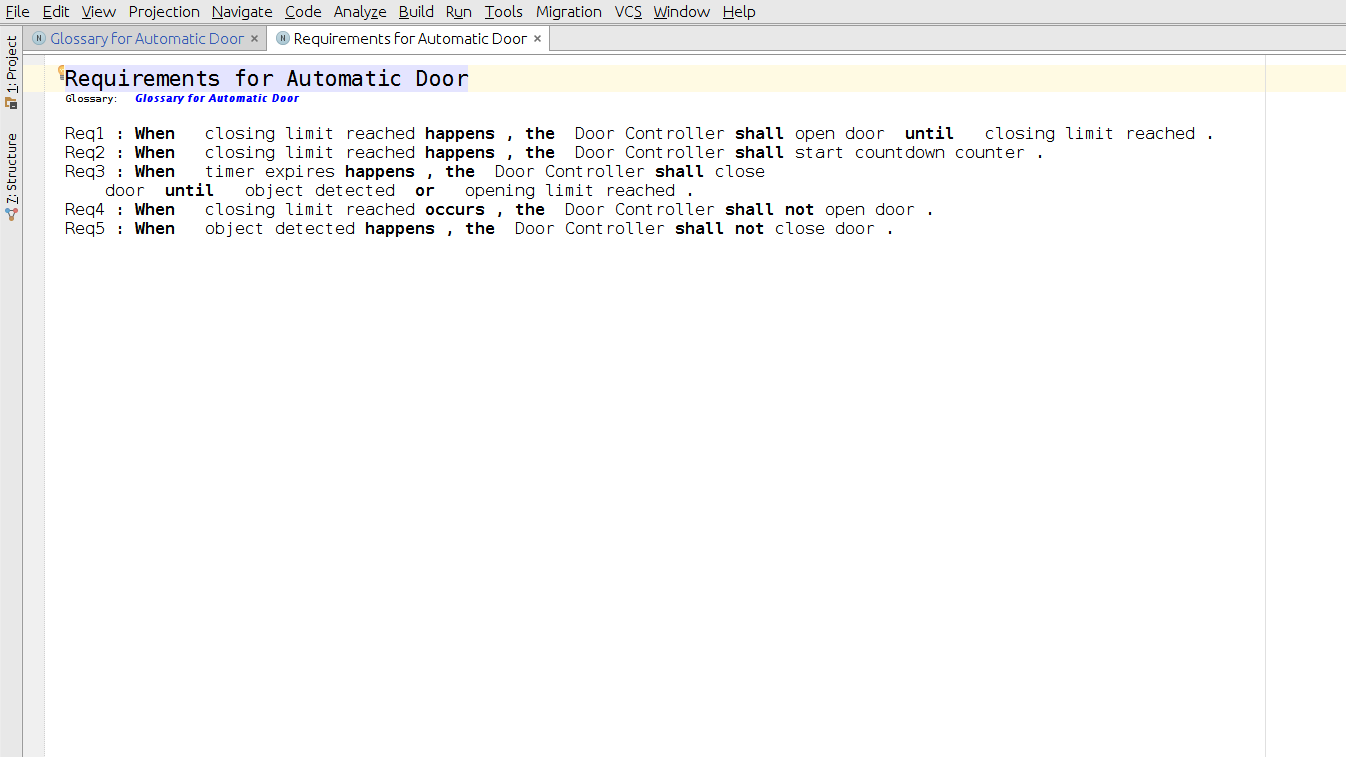 File Edit View Projection Navigate Code Analyze Build Run Tools Migration VCS Window Help
N Glossary for Automatic Door × N Requirements for Automatic Door ×
1: Project
7: Structure
Requirements for Automatic Door
Glossary: Glossary for Automatic Door
Req1 : When closing limit reached happens , the Door Controller shall open door until closing limit reached .
Req2 : When closing limit reached happens , the Door Controller shall start countdown counter .
Req3 : When timer expires happens , the Door Controller shall close
door until object detected or opening limit reached .
Req4 : When closing limit reached occurs , the Door Controller shall not open door .
Req5 : When object detected happens , the Door Controller shall not close door .